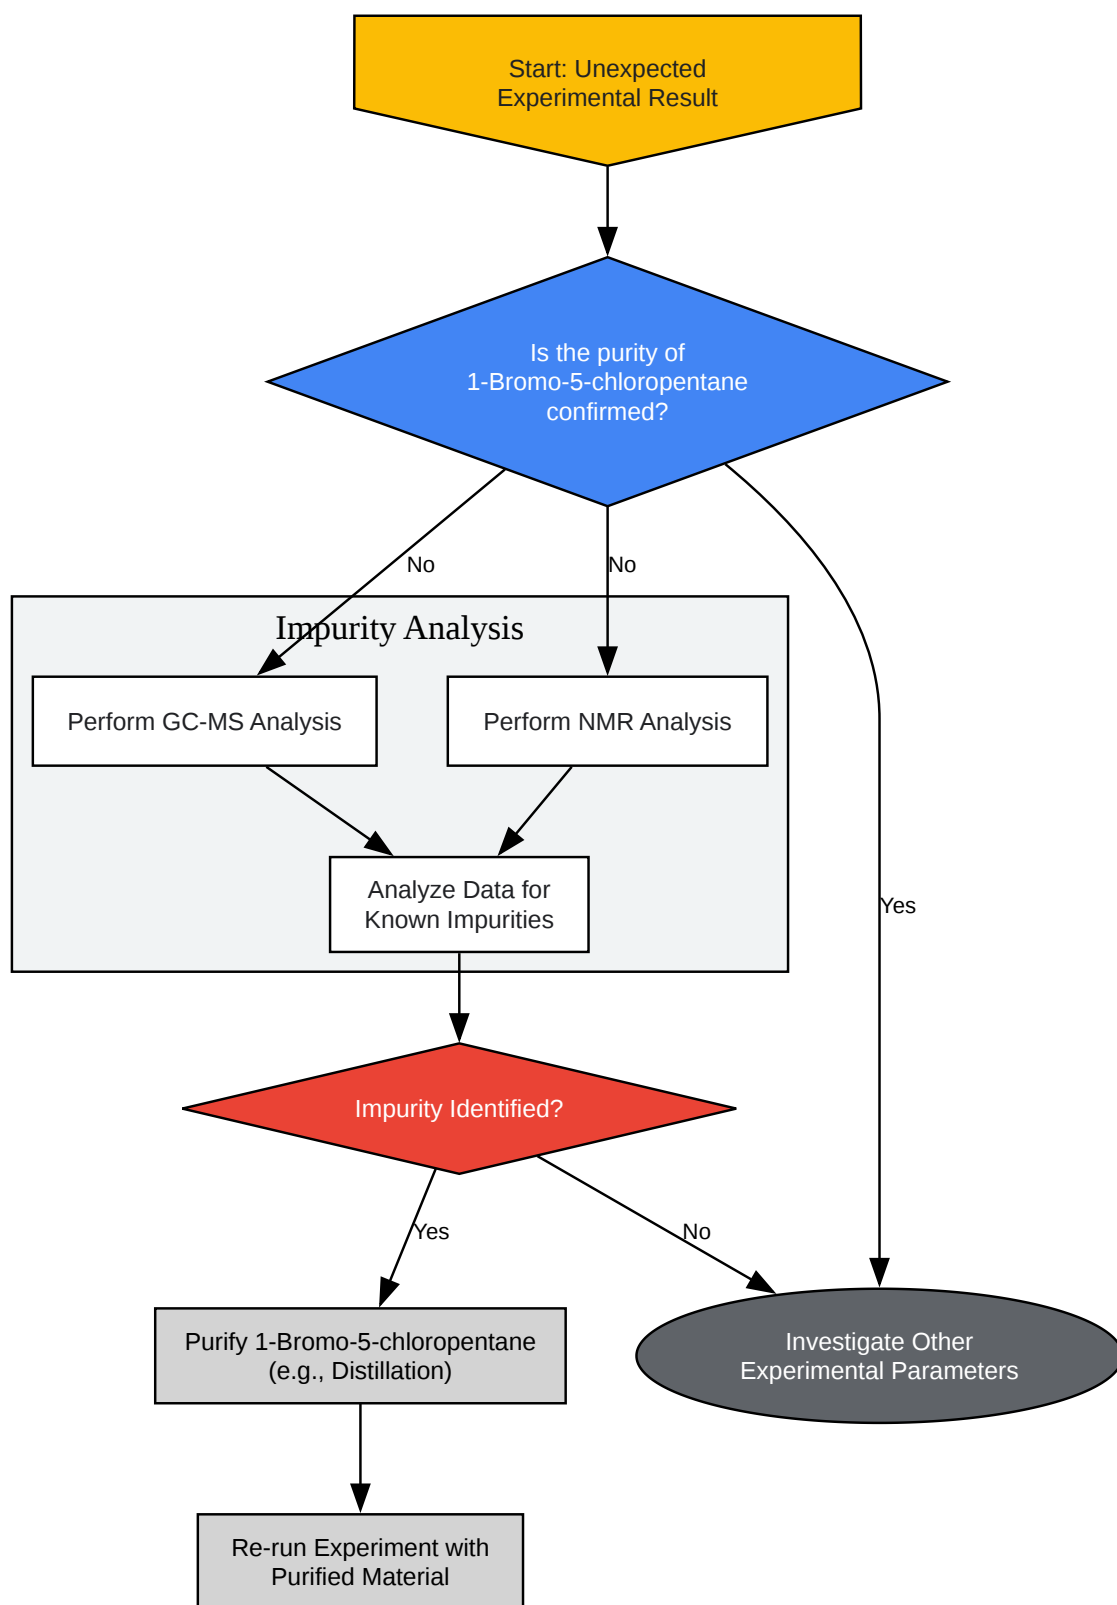 Start: Unexpected
Experimental Result
Is the purity of
1-Bromo-5-chloropentane
confirmed?
No
No
Impurity Analysis
Perform GC-MS Analysis
Perform NMR Analysis
Analyze Data for
Known Impurities
Yes
Impurity Identified?
Yes
No
Purify 1-Bromo-5-chloropentane
(e.g., Distillation)
Investigate Other
Experimental Parameters
Re-run Experiment with
Purified Material